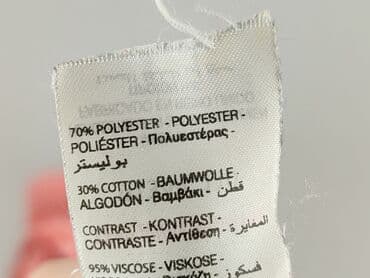 70% POLYESTER - POLYESTER -
POLIÉSTER - Πολυεστέρας -
بوليستر
30% COTTON - BAUMWOLLE -
ALGODÓN - Βαμβάκι - قطن
CONTRAST - KONTRAST -
CONTRASTE - Αντίθεση - المغايرة
95% VISCOSE - VISKOSE -
فسكوز